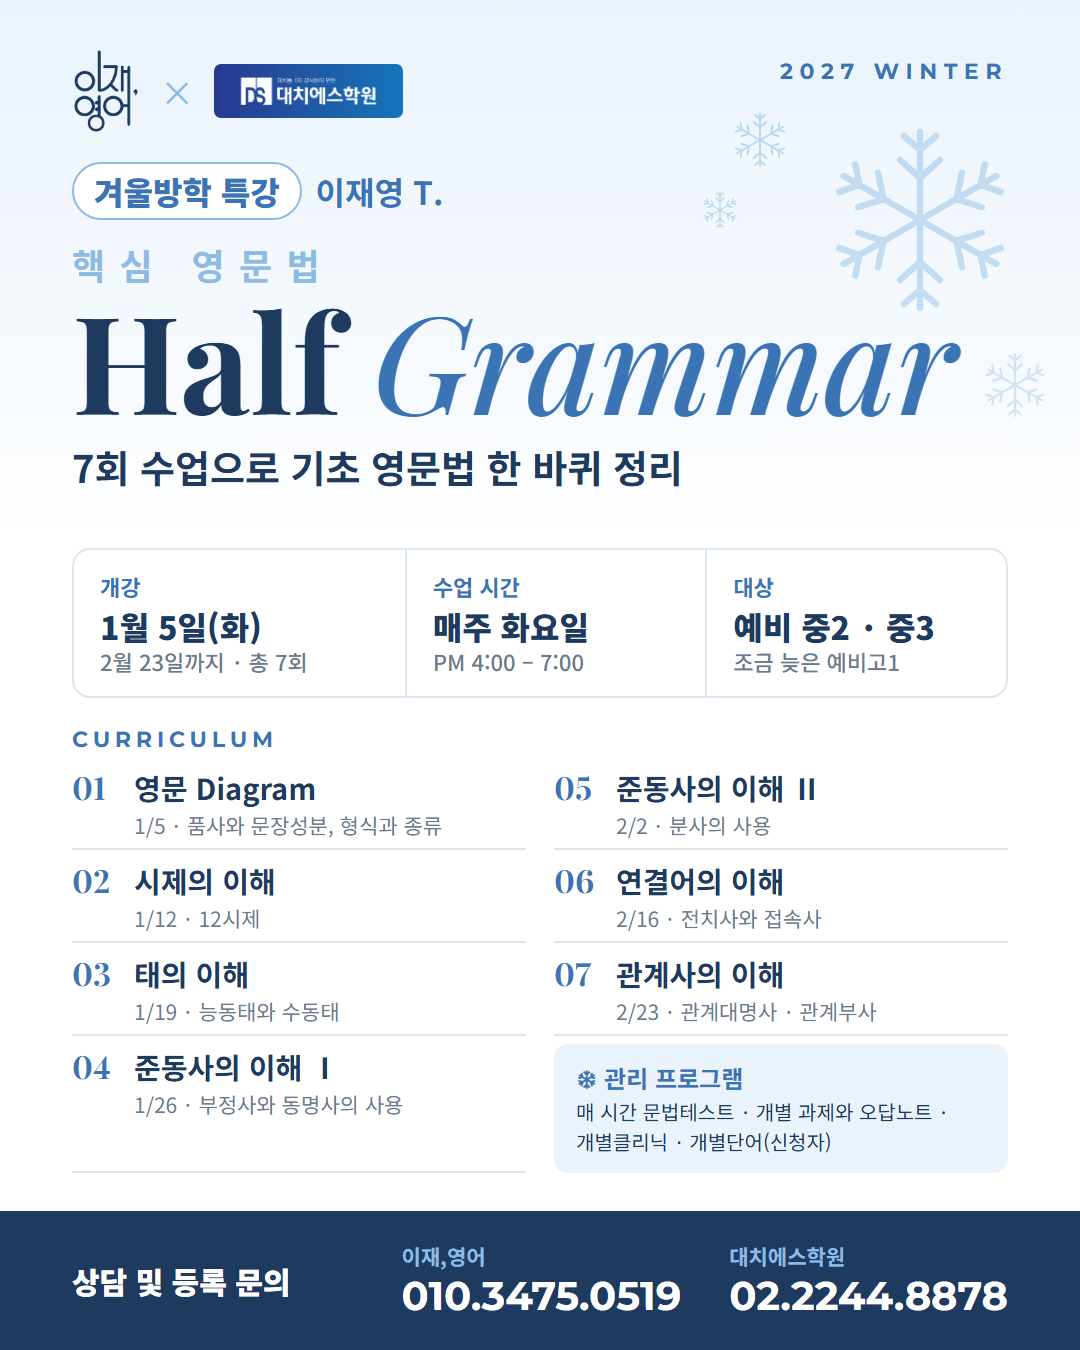 이재,영어
대치동 1타 강사들이 만든
DS 대치에스학원
2027 WINTER
겨울방학 특강 이재영 T.
핵심 영문법
Half Grammar
7회 수업으로 기초 영문법 한 바퀴 정리
개강
1월 5일(화)
2월 23일까지 · 총 7회
수업 시간
매주 화요일
PM 4:00 – 7:00
대상
예비 중2 · 중3
조금 늦은 예비고1
CURRICULUM
01 영문 Diagram
1/5 · 품사와 문장성분, 형식과 종류
02 시제의 이해
1/12 · 12시제
03 태의 이해
1/19 · 능동태와 수동태
04 준동사의 이해 Ⅰ
1/26 · 부정사와 동명사의 사용
05 준동사의 이해 Ⅱ
2/2 · 분사의 사용
06 연결어의 이해
2/16 · 전치사와 접속사
07 관계사의 이해
2/23 · 관계대명사 · 관계부사
❄ 관리 프로그램
매 시간 문법테스트 · 개별 과제와 오답노트 ·
개별클리닉 · 개별단어(신청자)
상담 및 등록 문의
이재,영어
010.3475.0519
대치에스학원
02.2244.8878